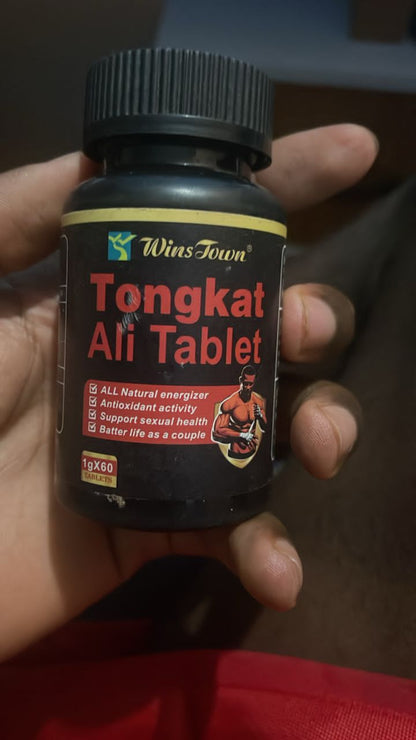 Wins Town®
Tongkat
Ali Tablet
ALL Natural energizer
Antioxidant activity
Support sexual health
Batter life as a couple
1gX60
TABLETS